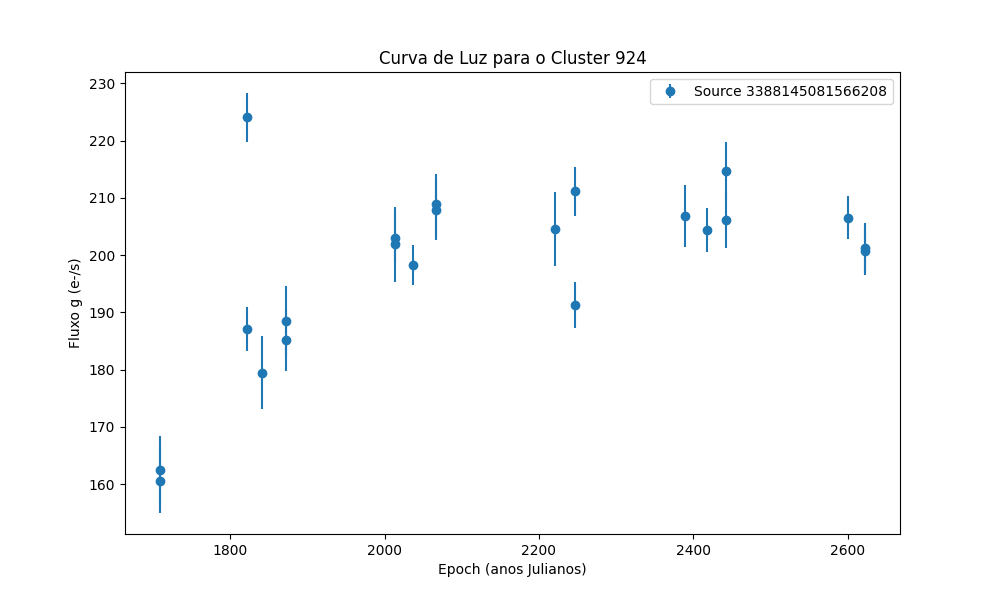 Curva de Luz para o Cluster 924
Source 3388145081566208
230
220
210
200
190
180
170
160
Fluxo g (e-/s)
1800 2000 2200 2400 2600
Epoch (anos Julianos)